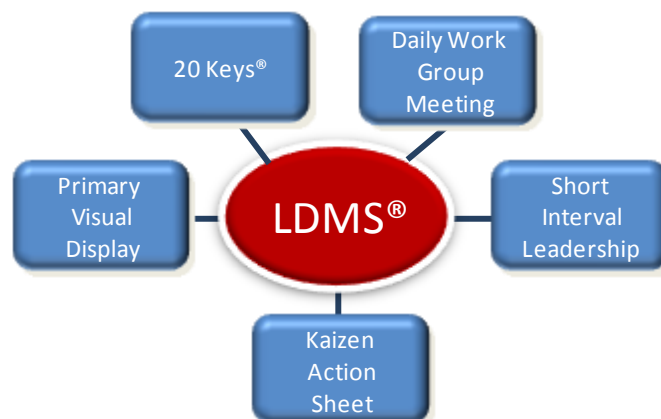 20 Keys®
Daily Work
Group
Meeting
Primary
Visual
Display
LDMS®
Short
Interval
Leadership
Kaizen
Action
Sheet